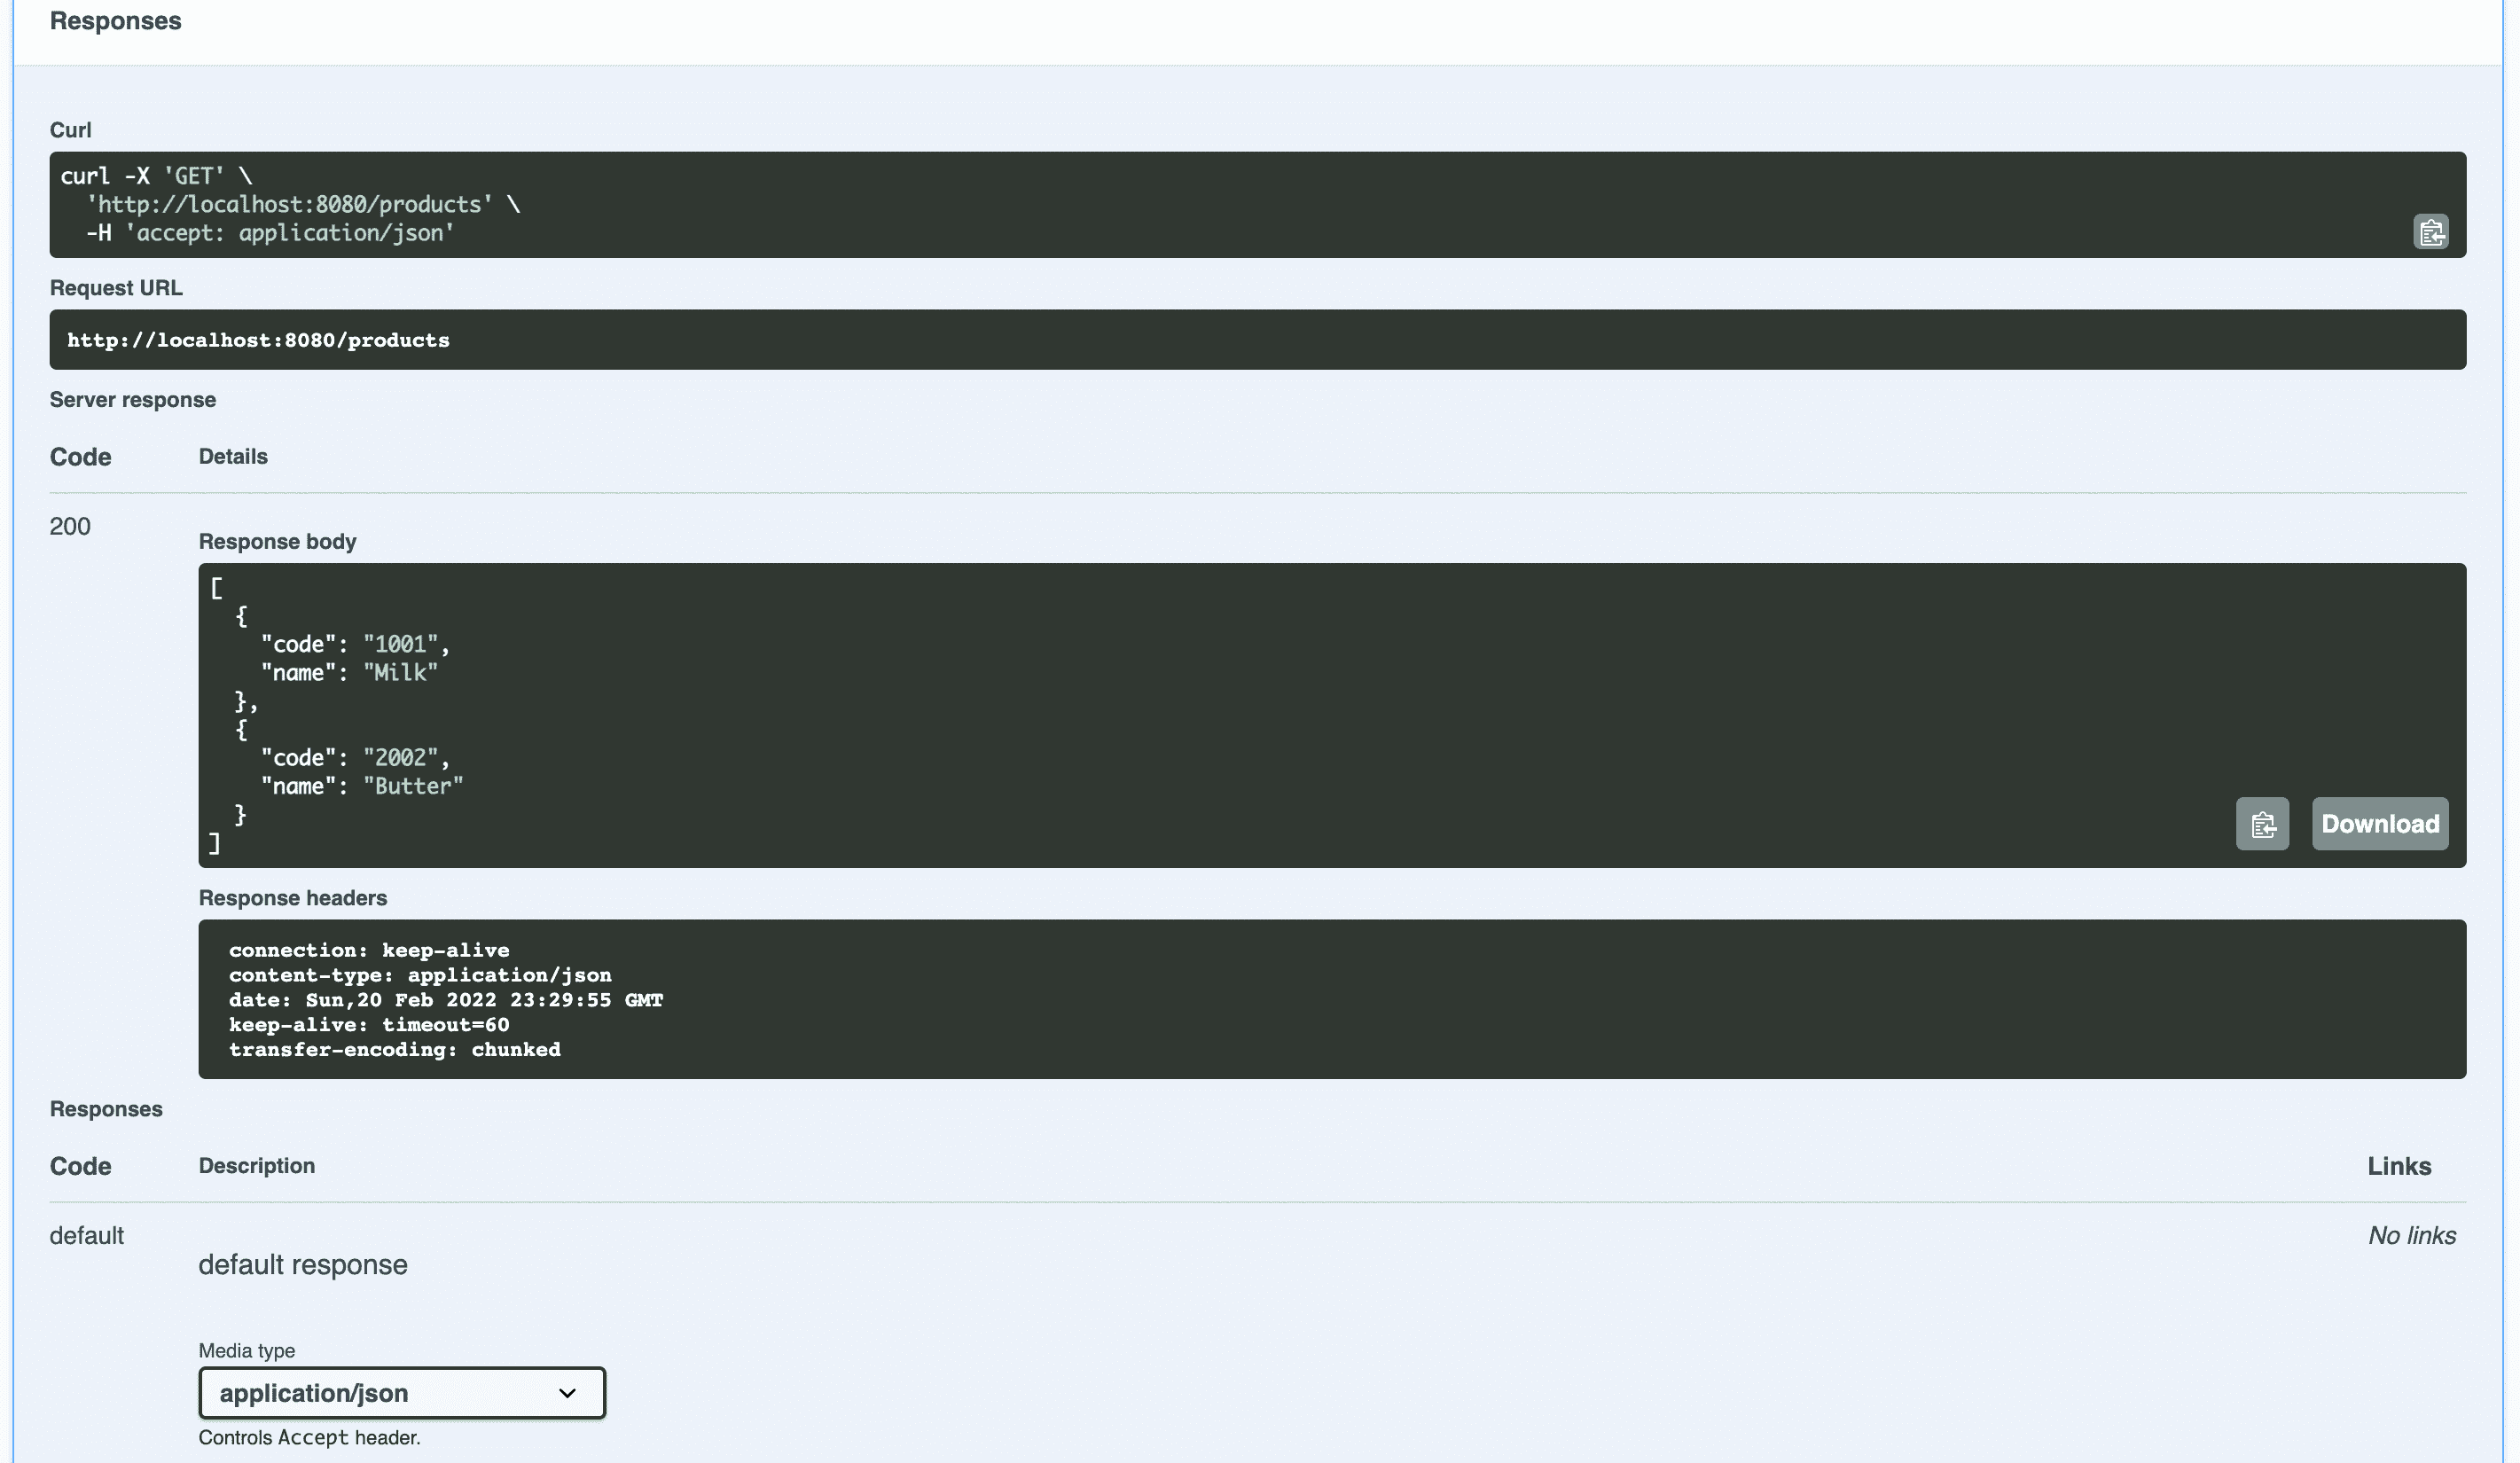 Responses
Curl
curl -X 'GET' \
  'http://localhost:8080/products' \
  -H 'accept: application/json'
Request URL
http://localhost:8080/products
Server response
Code Details
200
Response body
[
  {
    "code": "1001",
    "name": "Milk"
  },
  {
    "code": "2002",
    "name": "Butter"
  }
]
Download
Response headers
connection: keep-alive
content-type: application/json
date: Sun,20 Feb 2022 23:29:55 GMT
keep-alive: timeout=60
transfer-encoding: chunked
Responses
Code Description Links
default No links
default response
Media type
application/json
Controls Accept header.